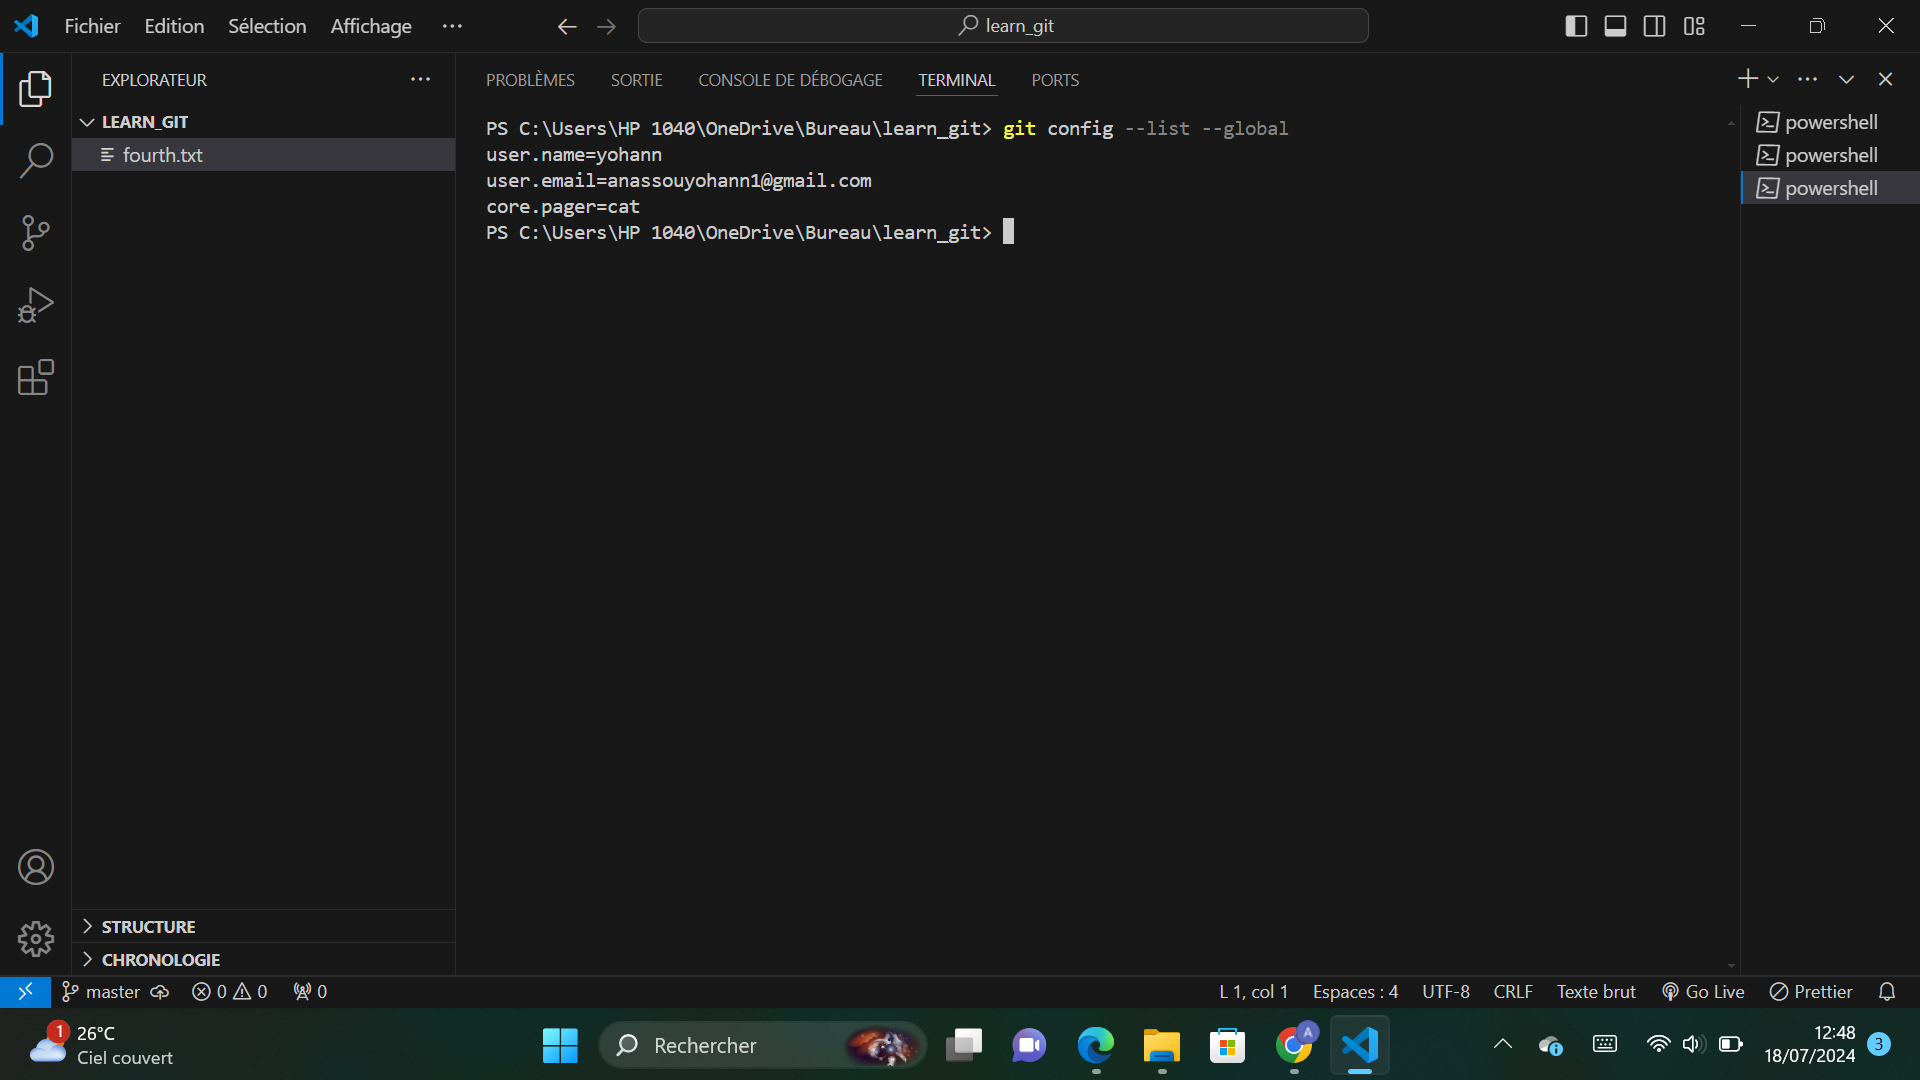 Fichier Edition Sélection Affichage ··· learn_git
EXPLORATEUR ···
LEARN_GIT
fourth.txt
PROBLÈMES SORTIE CONSOLE DE DÉBOGAGE TERMINAL PORTS
PS C:\Users\HP 1040\OneDrive\Bureau\learn_git> git config --list --global
user.name=yohann
user.email=anassouyohann1@gmail.com
core.pager=cat
PS C:\Users\HP 1040\OneDrive\Bureau\learn_git>
powershell
powershell
powershell
STRUCTURE
CHRONOLOGIE
master 0 0 0 L 1, col 1 Espaces : 4 UTF-8 CRLF Texte brut Go Live Prettier
1 26°C
Ciel couvert
Rechercher
A
12:48
18/07/2024
3